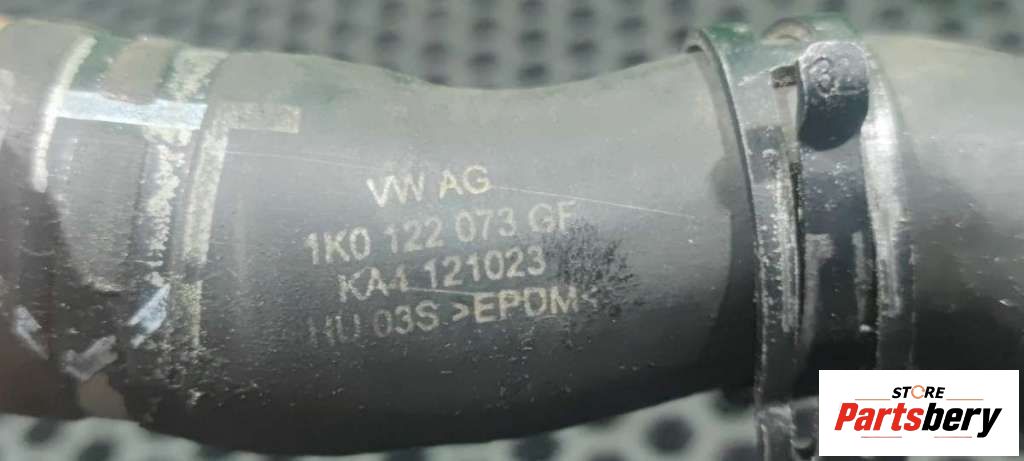 VW AG
1K0 122 073 GF
KA4 121023
HU 03S >EPDM<
STORE
Partsbery